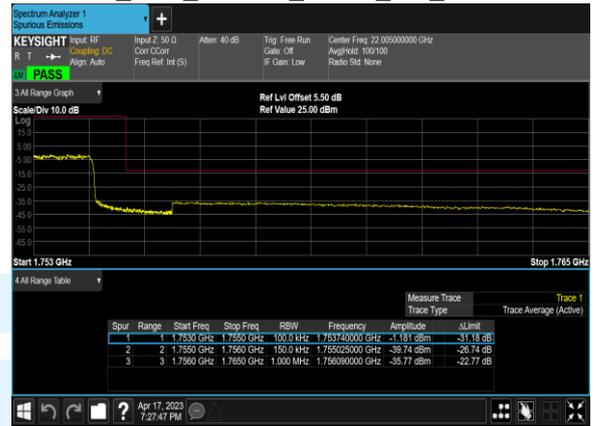 Spectrum Analyzer 1
Spurious Emissions
KEYSIGHT Input: RF Input Z: 50 Ω Atten: 40 dB Trig: Free Run Center Freq: 22.005000000 GHz
R T Coupling: DC Corr CCorr Gate: Off Avg|Hold: 100/100
Align: Auto Freq Ref: Int (S) IF Gain: Low Radio Std: None
PASS
3 All Range Graph
Ref Lvl Offset 5.50 dB
Scale/Div 10.0 dB Ref Value 25.00 dBm
Log
15.0
5.00
-5.00
-15.0
-25.0
-35.0
-45.0
-55.0
-65.0
Start 1.753 GHz Stop 1.765 GHz
4 All Range Table
Measure Trace Trace 1
Trace Type Trace Average (Active)
Spur Range Start Freq Stop Freq RBW Frequency Amplitude ΔLimit
1 1 1.7530 GHz 1.7550 GHz 100.0 kHz 1.753740000 GHz -1.181 dBm -31.18 dB
2 2 1.7550 GHz 1.7560 GHz 150.0 kHz 1.755025000 GHz -39.74 dBm -26.74 dB
3 3 1.7560 GHz 1.7650 GHz 1.000 MHz 1.756090000 GHz -35.77 dBm -22.77 dB
? Apr 17, 2023
7:27:47 PM